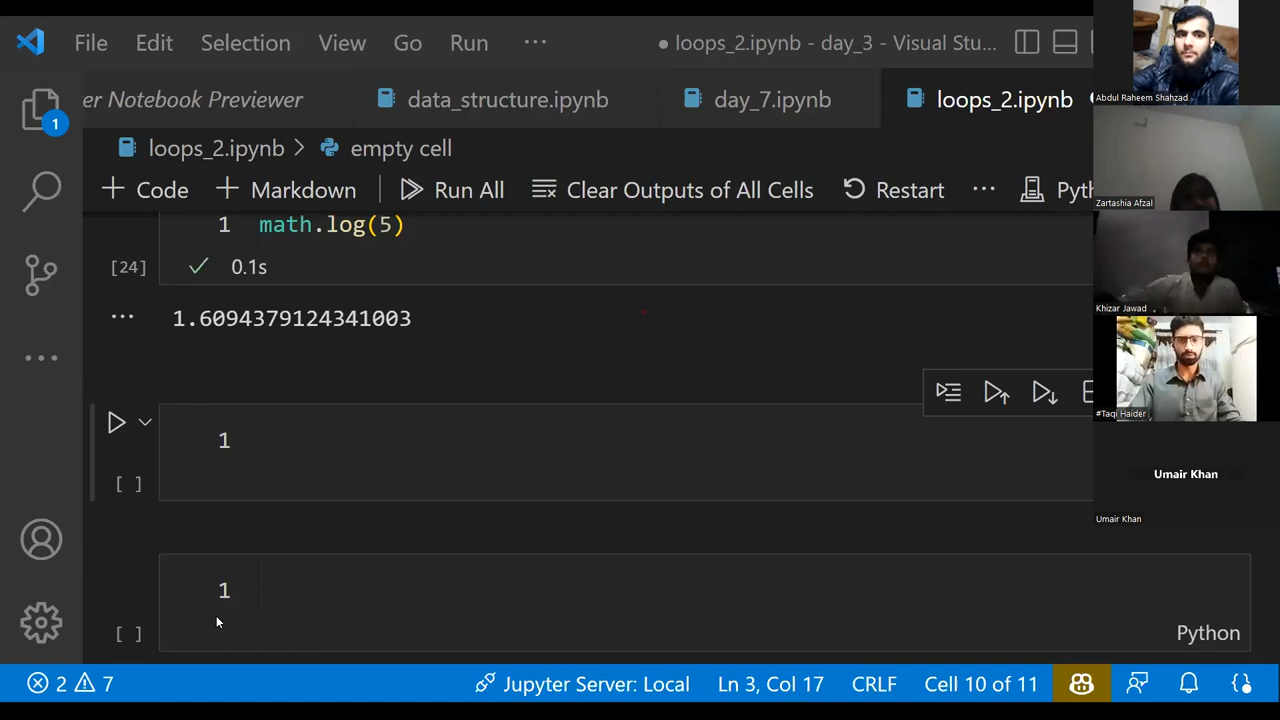 File Edit Selection View Go Run ··· ● loops_2.ipynb - day_3 - Visual Stu...
er Notebook Previewer data_structure.ipynb day_7.ipynb loops_2.ipynb
loops_2.ipynb > empty cell
+ Code + Markdown Run All Clear Outputs of All Cells Restart ··· Pyth
1 math.log(5)
[24] ✓ 0.1s
··· 1.6094379124341003
1
[ ]
1
[ ]
Python
1
2 7 Jupyter Server: Local Ln 3, Col 17 CRLF Cell 10 of 11
Abdul Raheem Shahzad
Zartashia Afzal
Khizar Jawad
#Taqi Haider
Umair Khan
Umair Khan